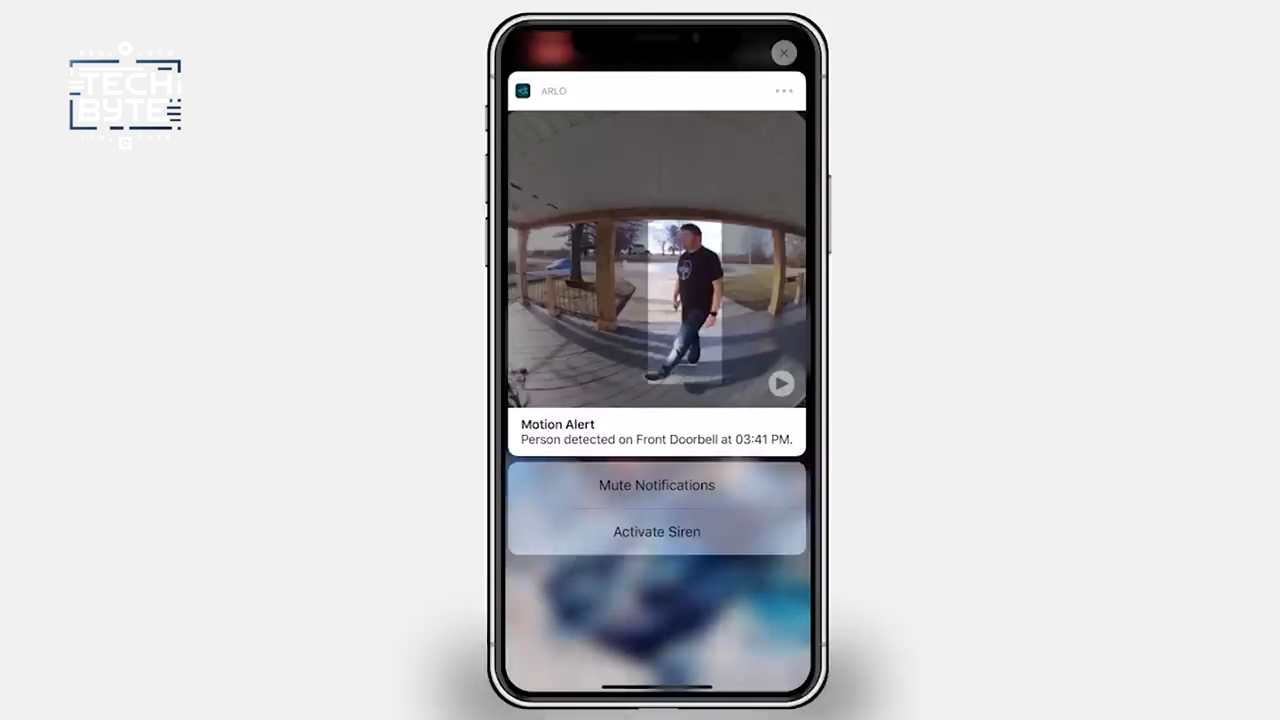 TECH
BYTE
ARLO
Motion Alert
Person detected on Front Doorbell at 03:41 PM.
Mute Notifications
Activate Siren